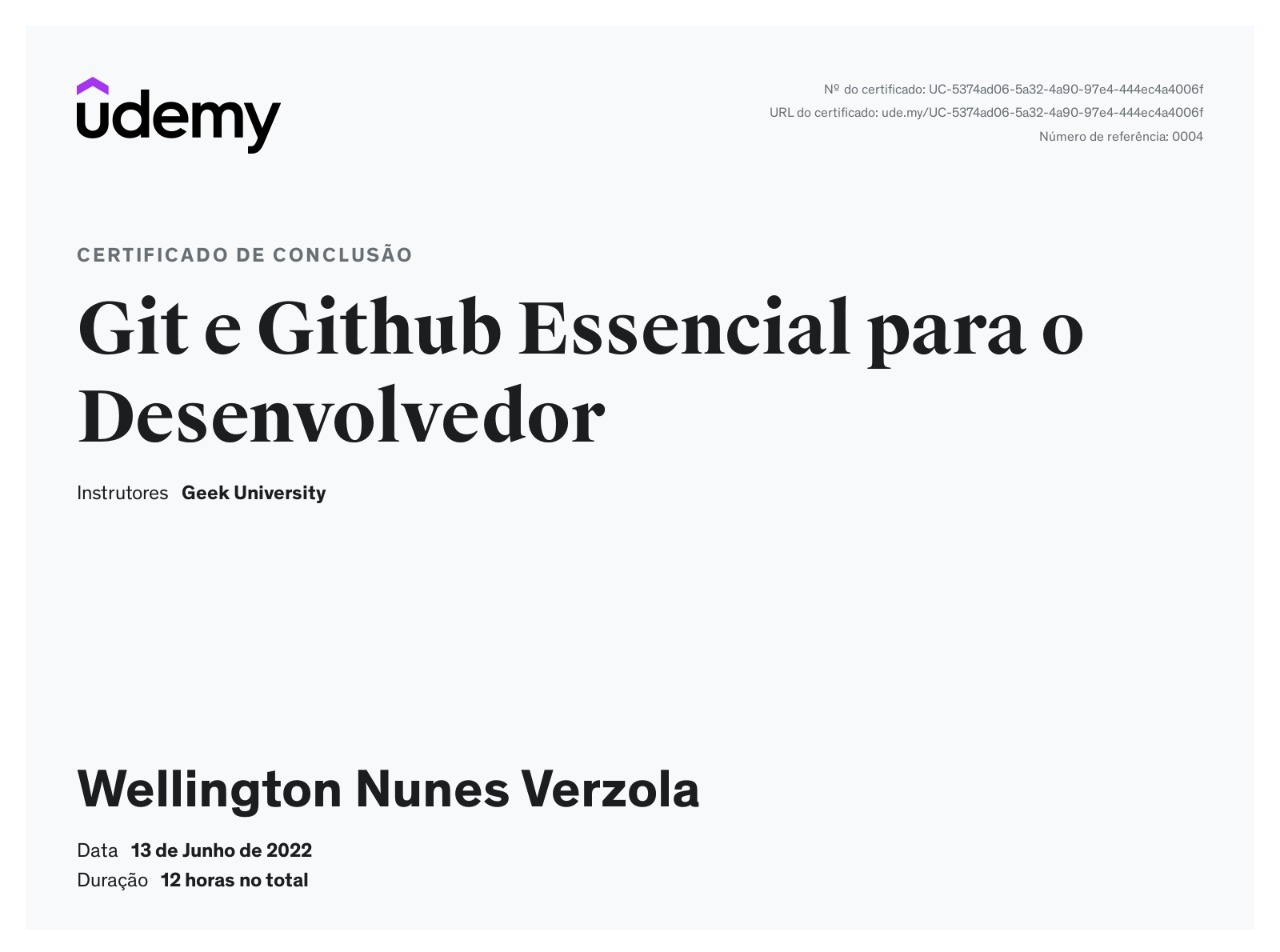 udemy
Nº do certificado: UC-5374ad06-5a32-4a90-97e4-444ec4a4006f
URL do certificado: ude.my/UC-5374ad06-5a32-4a90-97e4-444ec4a4006f
Número de referência: 0004
CERTIFICADO DE CONCLUSÃO
Git e Github Essencial para o
Desenvolvedor
Instrutores Geek University
Wellington Nunes Verzola
Data 13 de Junho de 2022
Duração 12 horas no total